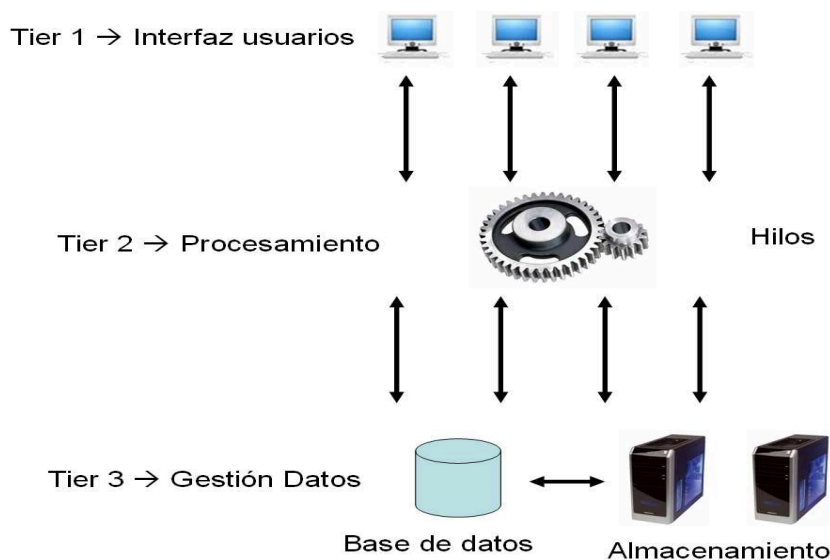 Tier 1 → Interfaz usuarios
Tier 2 → Procesamiento
Hilos
Tier 3 → Gestión Datos
Base de datos
Almacenamiento